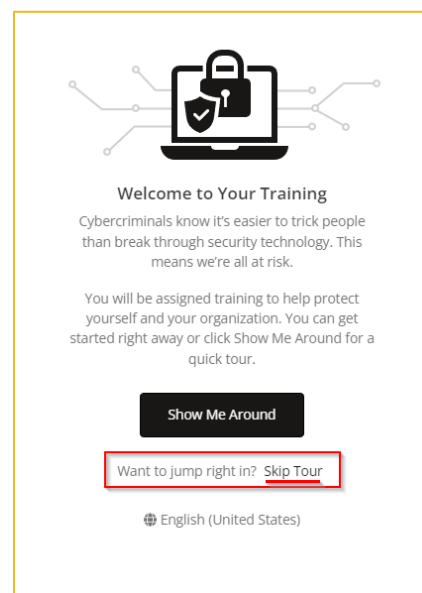 Welcome to Your Training
Cybercriminals know it's easier to trick people
than break through security technology. This
means we're all at risk.
You will be assigned training to help protect
yourself and your organization. You can get
started right away or click Show Me Around for a
quick tour.
Show Me Around
Want to jump right in? Skip Tour
English (United States)